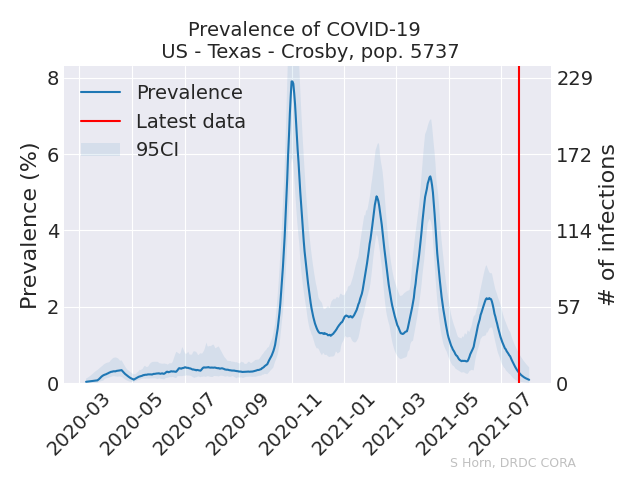 Prevalence of COVID-19
US - Texas - Crosby, pop. 5737
Prevalence
Latest data
95CI
Prevalence (%)
8
6
4
2
0
229
172
114
57
0
# of infections
2020-03
2020-05
2020-07
2020-09
2020-11
2021-01
2021-03
2021-05
2021-07
S Horn, DRDC CORA